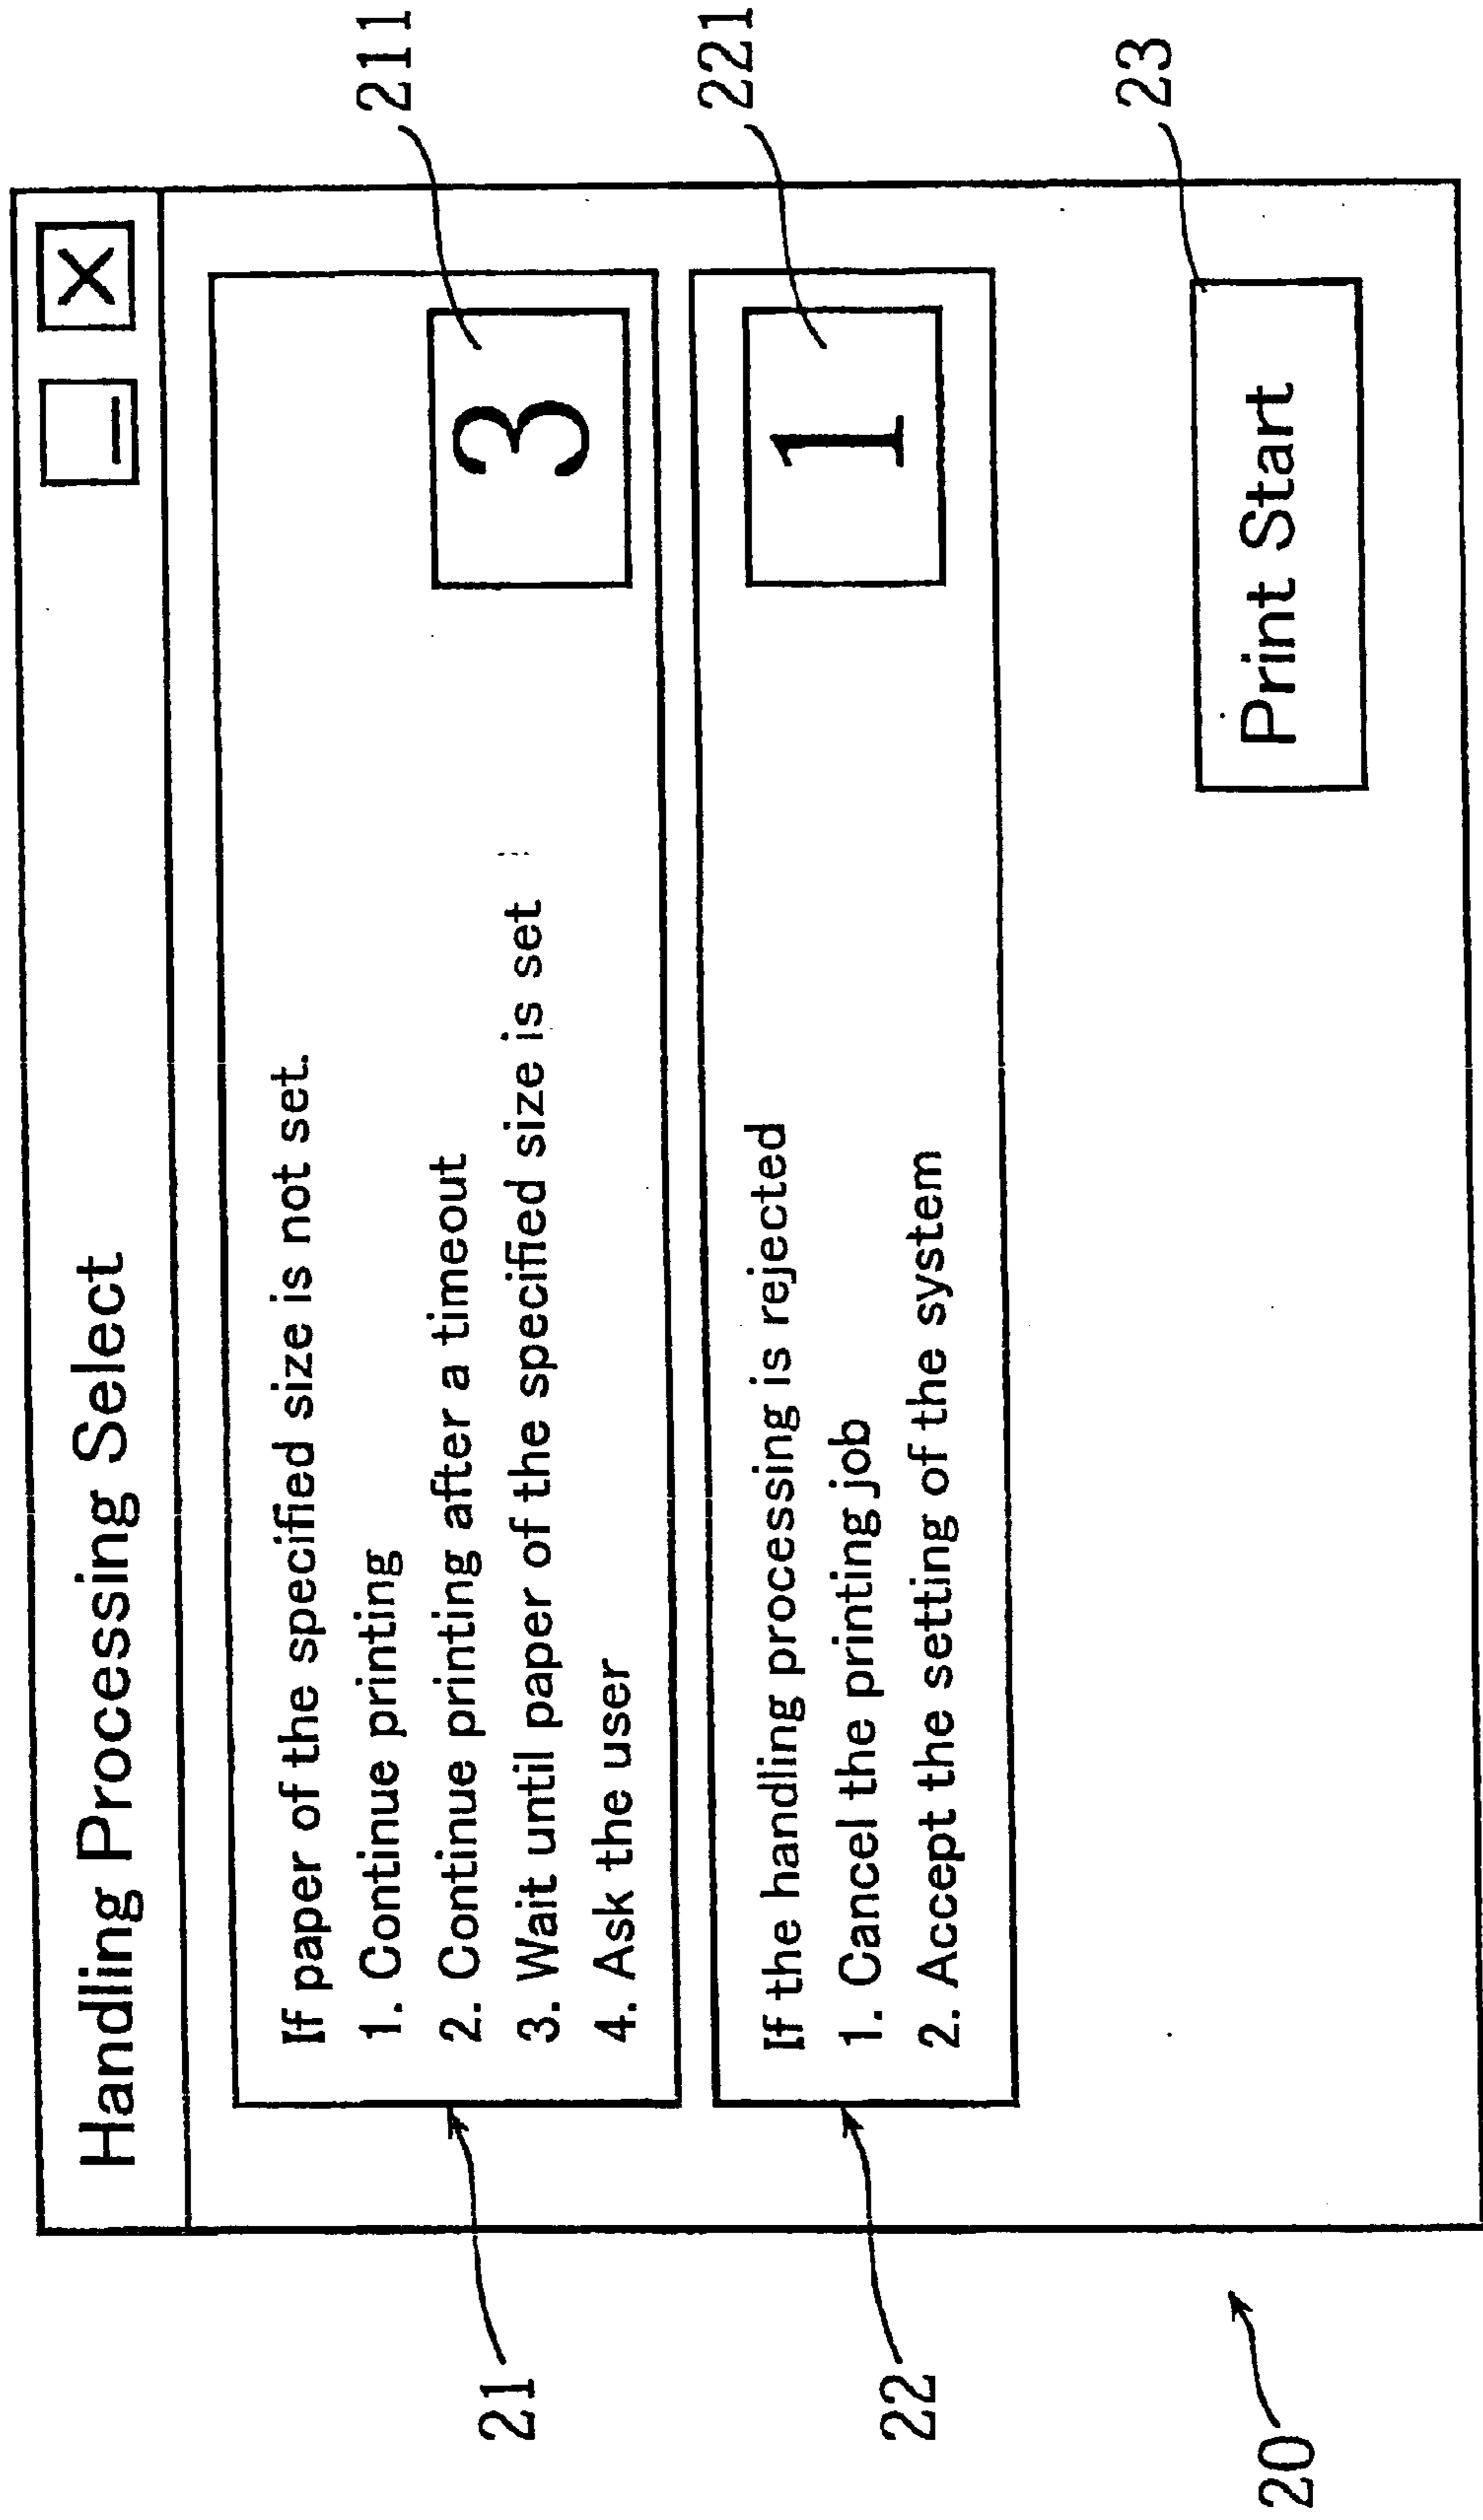 Handling Processing Select
_ X
If paper of the specified size is not set.
1. Continue printing
2. Continue printing after a timeout
3. Wait until paper of the specified size is set
4. Ask the user
3
211
21
If the handling processing is rejected
1. Cancel the printing job
2. Accept the setting of the system
1
221
22
Print Start
23
20